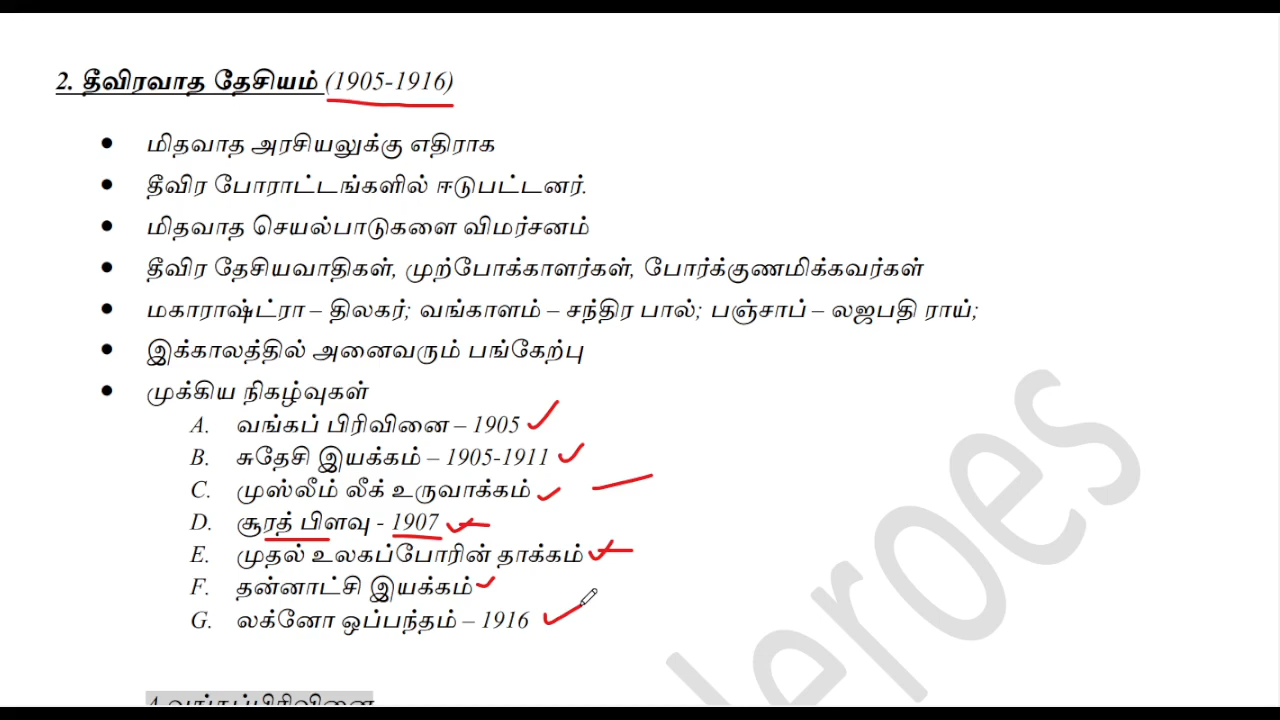 2. தீவிரவாத தேசியம் (1905-1916)
● மிதவாத அரசியலுக்கு எதிராக
● தீவிர போராட்டங்களில் ஈடுபட்டனர்.
● மிதவாத செயல்பாடுகளை விமர்சனம்
● தீவிர தேசியவாதிகள், முற்போக்காளர்கள், போர்க்குணமிக்கவர்கள்
● மகாராஷ்ட்ரா – திலகர்; வங்காளம் – சந்திர பால்; பஞ்சாப் – லஜபதி ராய்;
● இக்காலத்தில் அனைவரும் பங்கேற்பு
● முக்கிய நிகழ்வுகள்
A. வங்கப் பிரிவினை – 1905
B. சுதேசி இயக்கம் – 1905-1911
C. முஸ்லீம் லீக் உருவாக்கம்
D. சூரத் பிளவு - 1907
E. முதல் உலகப்போரின் தாக்கம்
F. தன்னாட்சி இயக்கம்
G. லக்னோ ஒப்பந்தம் – 1916
A.வங்கப்பிரிவினை
eroes